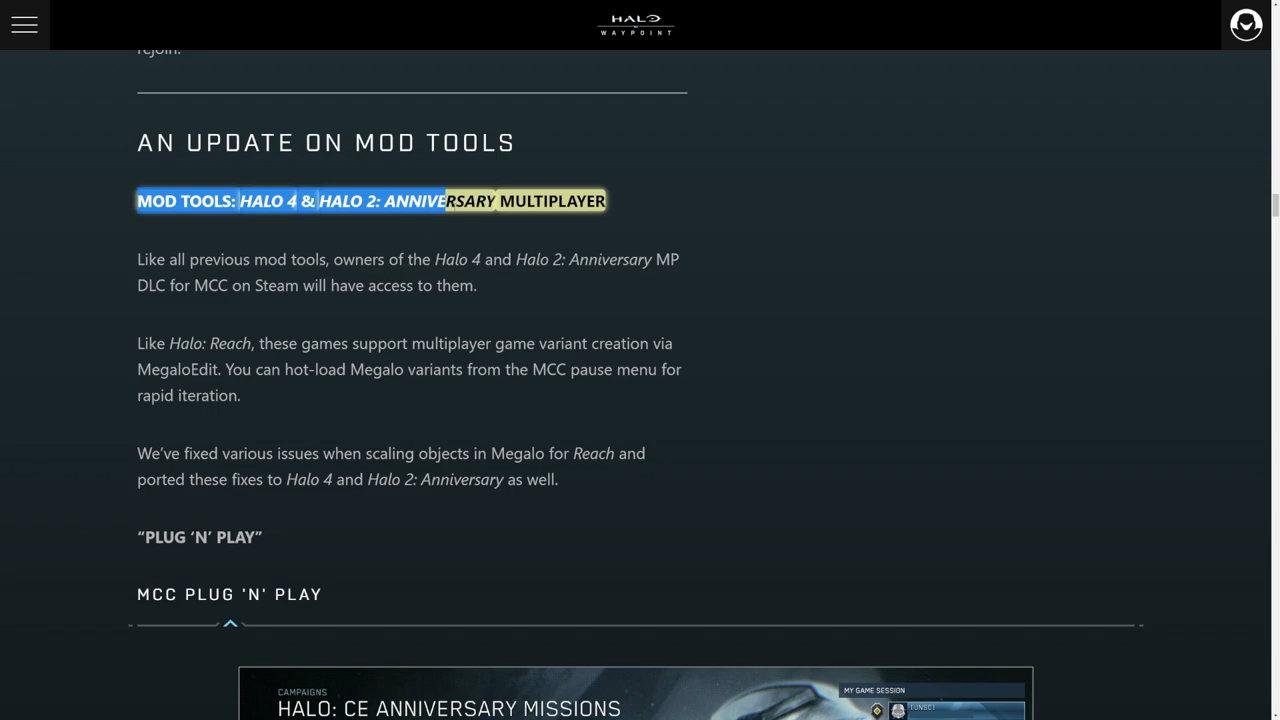 HALO
WAYPOINT
rejoin.
AN UPDATE ON MOD TOOLS
MOD TOOLS: HALO 4 & HALO 2: ANNIVERSARY MULTIPLAYER
Like all previous mod tools, owners of the Halo 4 and Halo 2: Anniversary MP
DLC for MCC on Steam will have access to them.
Like Halo: Reach, these games support multiplayer game variant creation via
MegaloEdit. You can hot-load Megalo variants from the MCC pause menu for
rapid iteration.
We’ve fixed various issues when scaling objects in Megalo for Reach and
ported these fixes to Halo 4 and Halo 2: Anniversary as well.
“PLUG ‘N’ PLAY”
MCC PLUG 'N' PLAY
CAMPAIGNS
HALO: CE ANNIVERSARY MISSIONS
MY GAME SESSION
[UNSC]